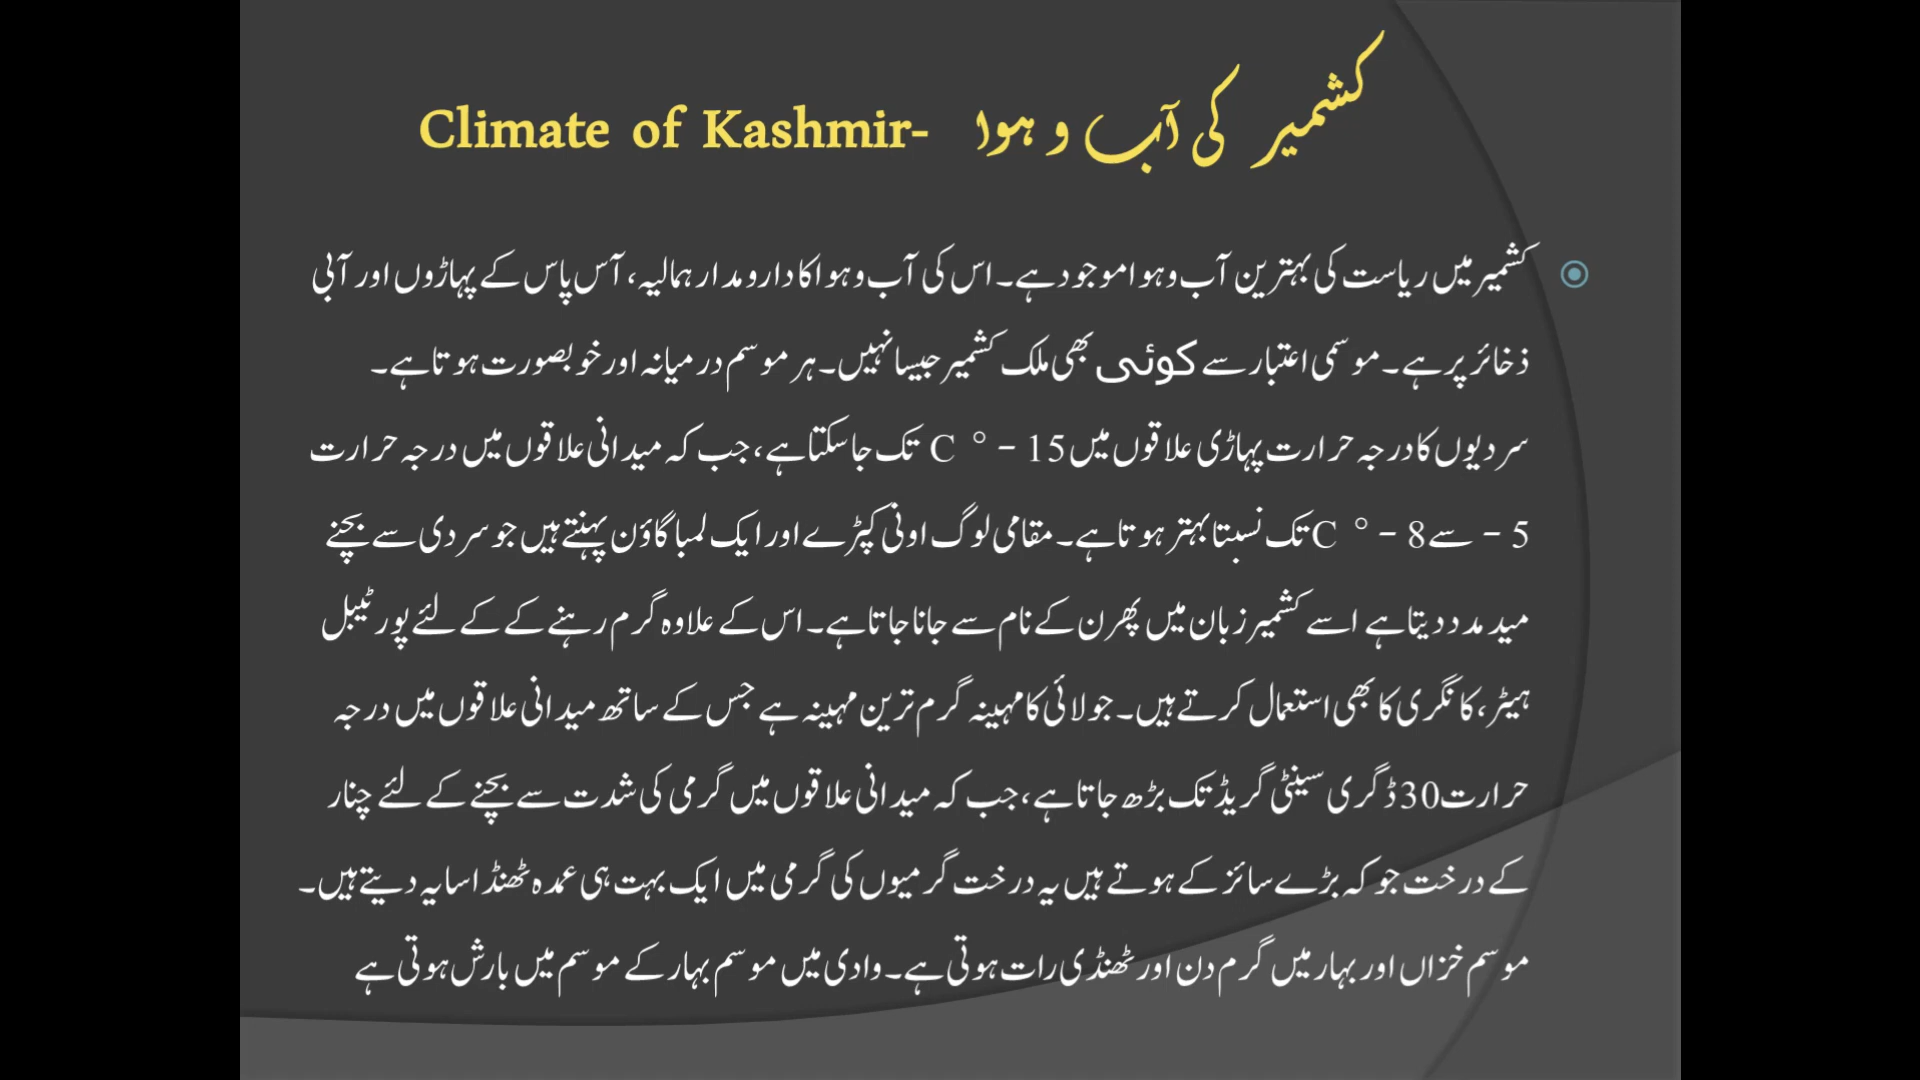 کشمیر کی آب و ہوا -Climate of Kashmir
کشمیر میں ریاست کی بہترین آب و ہوا موجود ہے۔ اس کی آب و ہوا کا دارومدار ہمالیہ، آس پاس کے پہاڑوں اور آبی
ذخائر پر ہے۔ موسمی اعتبار سے کوئی بھی ملک کشمیر جیسا نہیں۔ ہر موسم درمیانہ اور خوبصورت ہوتا ہے۔
سردیوں کا درجہ حرارت پہاڑی علاقوں میں 15 - ° C تک جا سکتا ہے، جب کہ میدانی علاقوں میں درجہ حرارت
5 - سے 8 - ° C تک نسبتا بہتر ہوتا ہے۔ مقامی لوگ اونی کپڑے اور ایک لمبا گاؤن پہنتے ہیں جو سردی سے بچنے
مید مدد دیتا ہے اسے کشمیر زبان میں پھرن کے نام سے جانا جاتا ہے۔ اس کے علاوہ گرم رہنے کے کے لئے پورٹیبل
ہیٹر، کانگری کا بھی استعمال کرتے ہیں۔ جولائی کا مہینہ گرم ترین مہینہ ہے جس کے ساتھ میدانی علاقوں میں درجہ
حرارت 30 ڈگری سینٹی گریڈ تک بڑھ جاتا ہے، جب کہ میدانی علاقوں میں گرمی کی شدت سے بچنے کے لئے چنار
کے درخت جو کہ بڑے سائز کے ہوتے ہیں یہ درخت گرمیوں کی گرمی میں ایک بہت ہی عمدہ ٹھنڈا سایہ دیتے ہیں۔
موسم خزاں اور بہار میں گرم دن اور ٹھنڈی رات ہوتی ہے۔ وادی میں موسم بہار کے موسم میں بارش ہوتی ہے